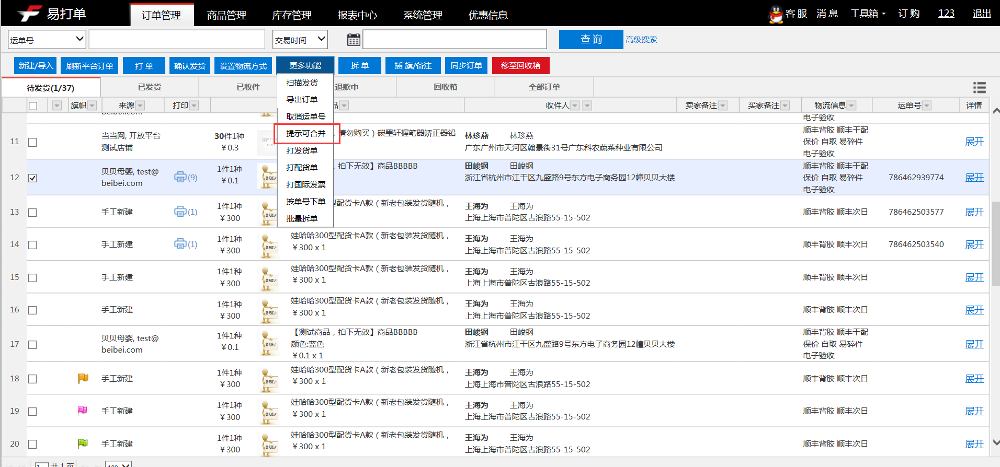 易打单
订单管理 商品管理 库存管理 报表中心 系统管理 优惠信息
客 服 消 息 工具箱 订 购 123 退出
运单号 交易时间 查 询 高级搜索
新建/导入 刷新平台订单 打 单 确认发货 设置物流方式 更多功能 拆 单 插 旗/备注 同步订单 移至回收箱
待发货(1/37) 已发货 已收件 退款中 回收箱 全部订单
扫描发货
导出订单
取消运单号
提示可合并
打发货单
打配货单
打国际发票
按单号下单
批量拆单
旗帜 来源 打印 品 收件人 卖家备注 买家备注 物流信息 运单号 详情
beibei.com
电子验收
11 当当网, 开放平台
测试店铺
30件1种
￥0.3
请勿购买）碳墨轩握笔器矫正器铅
林珍燕 林珍燕
广东广州市天河区翰景街31号广东科农蔬菜种业有限公司
顺丰背胶 顺丰干配
保价 自取 易碎件
电子验收
展开
12 贝贝母婴, test@
beibei.com
(9)
1件1种
￥0.1
，拍下无效】商品BBBBB
田峻钢 田峻钢
浙江省杭州市江干区九盛路9号东方电子商务园12幢贝贝大楼
顺丰背胶 顺丰干配
保价 自取 易碎件
电子验收
786462939774 展开
13 手工新建 (1)
1件1种
￥300
型配货卡A款（新老包装发货随机，
王海为 王海为
上海上海市普陀区古浪路55-15-502
顺丰背胶 顺丰次日 786462503577 展开
14 手工新建 (1)
1件1种
￥300
娃哈哈300型配货卡A款（新老包装发货随机，
￥300 x 1
王海为 王海为
上海上海市普陀区古浪路55-15-502
顺丰背胶 顺丰次日 786462503540 展开
15 手工新建
1件1种
￥300
娃哈哈300型配货卡A款（新老包装发货随机，
￥300 x 1
王海为 王海为
上海上海市普陀区古浪路55-15-502
顺丰背胶 顺丰次日 展开
16 手工新建
1件1种
￥300
娃哈哈300型配货卡A款（新老包装发货随机，
￥300 x 1
王海为 王海为
上海上海市普陀区古浪路55-15-502
顺丰背胶 顺丰次日 展开
17 贝贝母婴, test@
beibei.com
1件1种
￥0.1
【测试商品，拍下无效】商品BBBBB
颜色:蓝色
￥0.1 x 1
田峻钢 田峻钢
浙江省杭州市江干区九盛路9号东方电子商务园12幢贝贝大楼
顺丰背胶 顺丰干配
保价 自取 易碎件
电子验收
展开
18 手工新建
1件1种
￥300
娃哈哈300型配货卡A款（新老包装发货随机，
￥300 x 1
王海为 王海为
上海上海市普陀区古浪路55-15-502
顺丰背胶 顺丰次日 展开
19 手工新建
1件1种
￥300
娃哈哈300型配货卡A款（新老包装发货随机，
￥300 x 1
王海为 王海为
上海上海市普陀区古浪路55-15-502
顺丰背胶 顺丰次日 展开
20 手工新建
1件1种
￥300
娃哈哈300型配货卡A款（新老包装发货随机，
￥300 x 1
王海为 王海为
上海上海市普陀区古浪路55-15-502
顺丰背胶 顺丰次日 展开
1 共 1 页 100